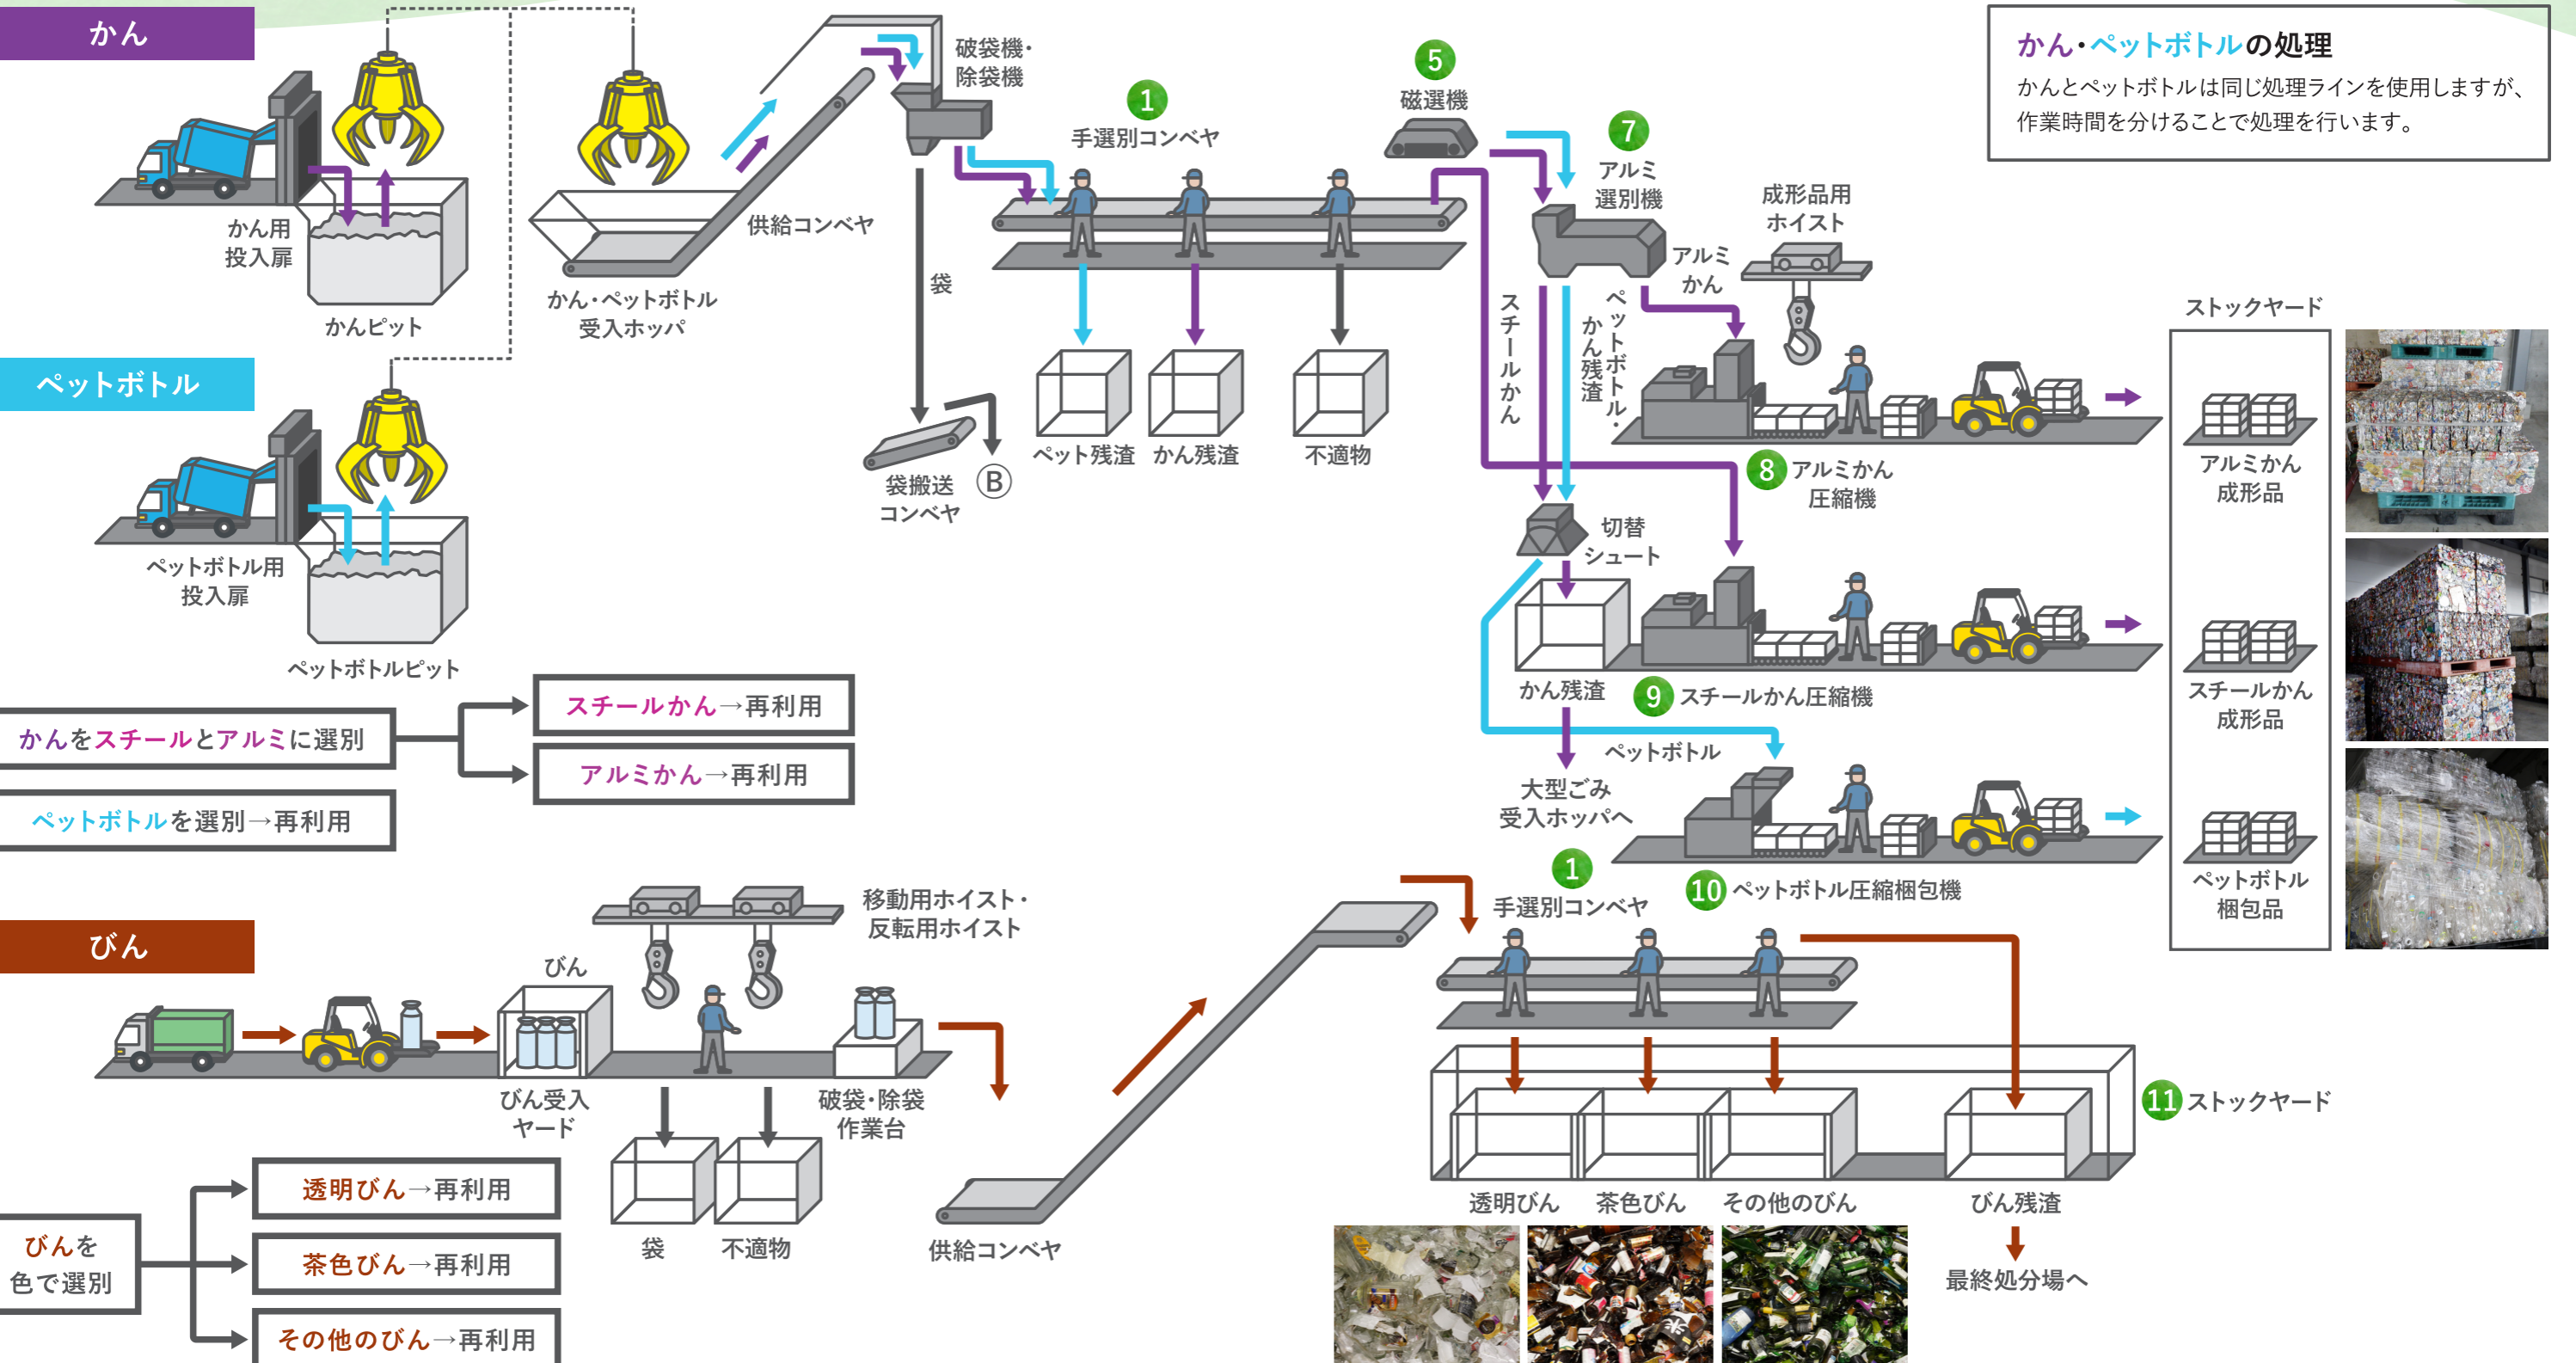 かん
かん用
投入扉
かんピット
かん・ペットボトル
受入ホッパ
供給コンベヤ
破袋機・
除袋機
袋
袋搬送
コンベヤ
B
1
手選別コンベヤ
ペット残渣
かん残渣
不適物
5
磁選機
7
アルミ
選別機
アルミ
かん
スチールかん
ペットボトル・
かん残渣
成形品用
ホイスト
8
アルミかん
圧縮機
切替
シュート
かん残渣
大型ごみ
受入ホッパへ
9
スチールかん圧縮機
ペットボトル
10
ペットボトル圧縮梱包機
ストックヤード
アルミかん
成形品
スチールかん
成形品
ペットボトル
梱包品
かん・ペットボトルの処理
かんとペットボトルは同じ処理ラインを使用しますが、
作業時間を分けることで処理を行います。
ペットボトル
ペットボトル用
投入扉
ペットボトルピット
かんをスチールとアルミに選別
スチールかん→再利用
アルミかん→再利用
ペットボトルを選別→再利用
びん
びん
びん受入
ヤード
移動用ホイスト・
反転用ホイスト
袋
不適物
破袋・除袋
作業台
供給コンベヤ
1
手選別コンベヤ
11
ストックヤード
透明びん
茶色びん
その他のびん
びん残渣
最終処分場へ
びんを
色で選別
透明びん→再利用
茶色びん→再利用
その他のびん→再利用